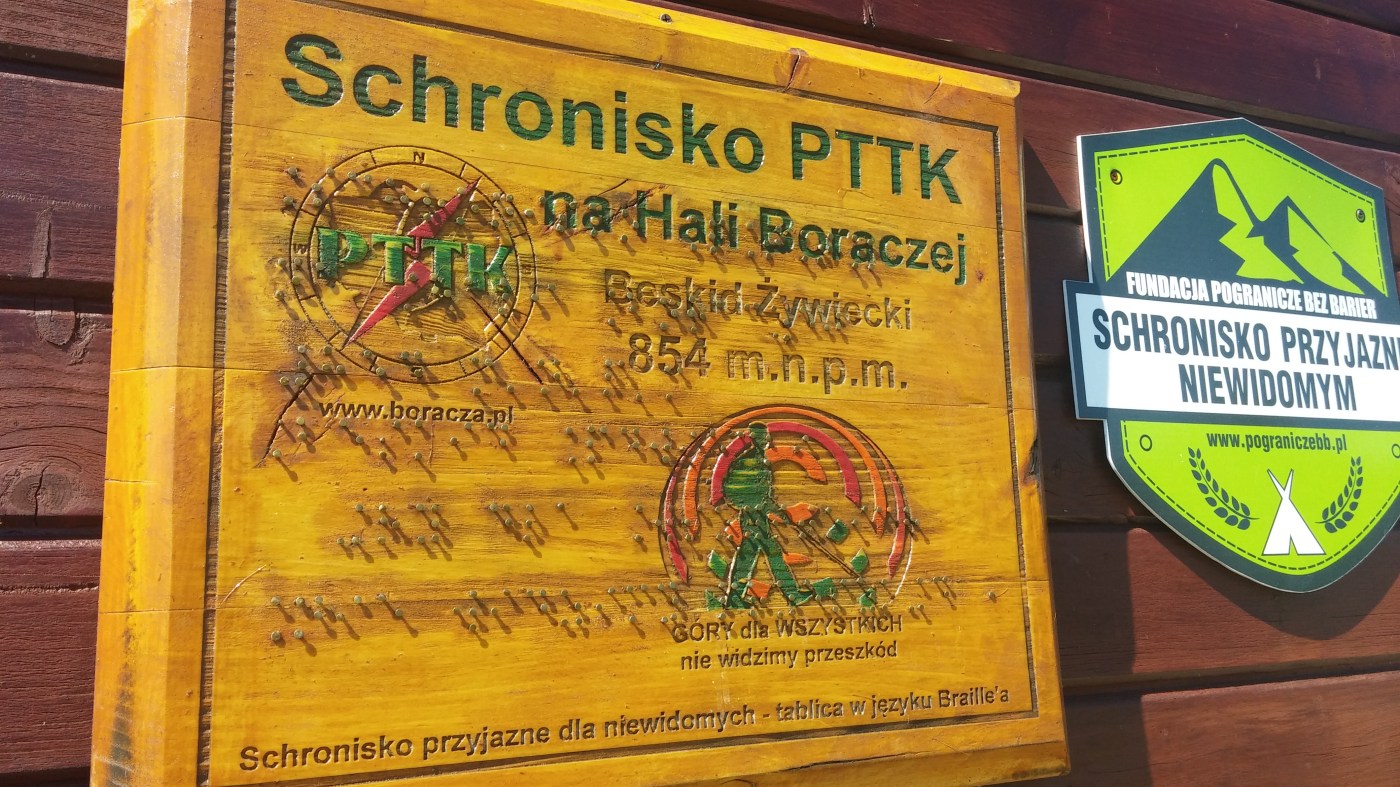 Schronisko PTTK
na Hali Boraczej
Beskid Żywiecki
854 m.n.p.m.
N
W
PTTK
E
S
www.boracza.pl
GÓRY dla WSZYSTKICH
nie widzimy przeszkód
Schronisko przyjazne dla niewidomych - tablica w języku Braille'a
FUNDACJA POGRANICZE BEZ BARIER
SCHRONISKO PRZYJAZNE
NIEWIDOMYM
www.pograniczebb.pl